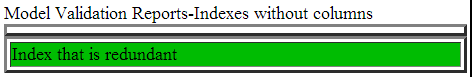 Model Validation Reports-Indexes without columns
Index that is redundant